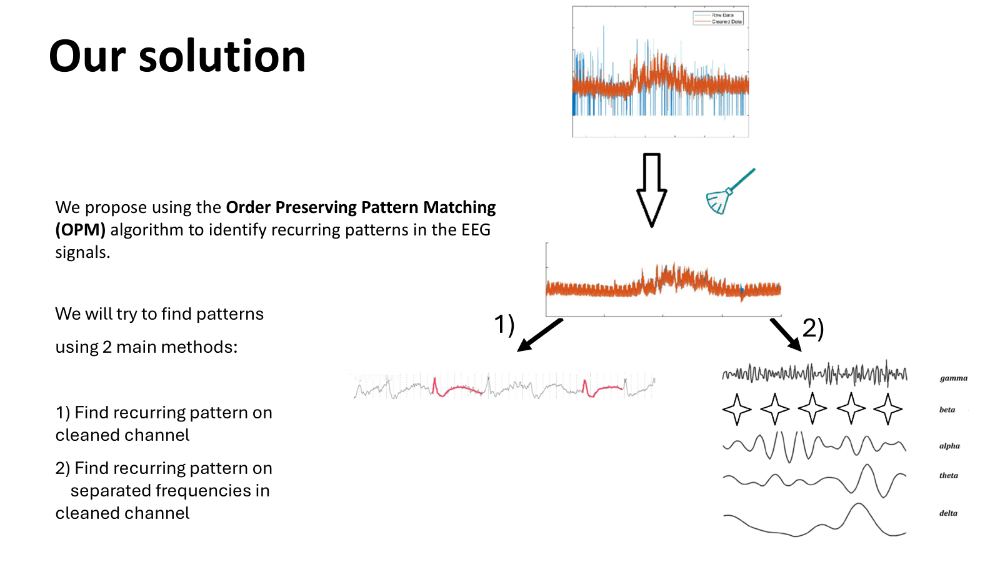 Our solution
Raw Data
Cleaned Data
We propose using the Order Preserving Pattern Matching
(OPM) algorithm to identify recurring patterns in the EEG
signals.
We will try to find patterns
using 2 main methods:
1) Find recurring pattern on
cleaned channel
2) Find recurring pattern on
separated frequencies in
cleaned channel
1)
2)
gamma
beta
alpha
theta
delta